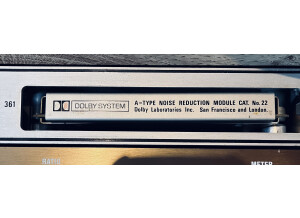 361
DOLBY SYSTEM
A-TYPE NOISE REDUCTION MODULE CAT. No. 22
Dolby Laboratories Inc. San Francisco and London...
METER